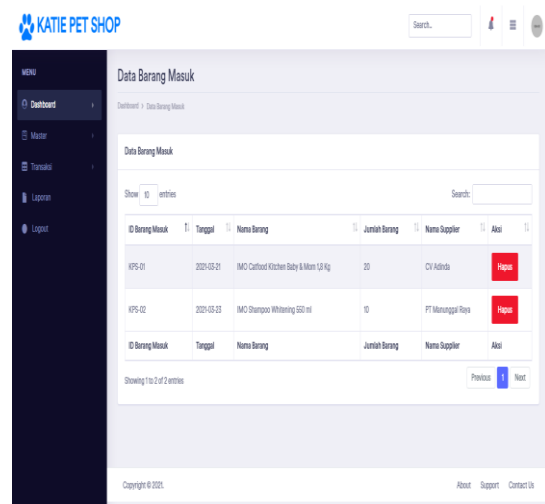 KATIE PET SHOP
Search..
MENU
Dashboard
Master
Transaksi
Laporan
Logout
Data Barang Masuk
Dashboard > Data Barang Masuk
Data Barang Masuk
Show 10 entries Search:
ID Barang Masuk Tanggal Nama Barang Jumlah Barang Nama Supplier Aksi
KPS-01 2021-03-21 IMO Catfood Kitchen Baby & Mom 1,8 Kg 20 CV Adinda Hapus
KPS-02 2021-03-23 IMO Shampoo Whitening 550 ml 10 PT Manunggal Raya Hapus
ID Barang Masuk Tanggal Nama Barang Jumlah Barang Nama Supplier Aksi
Showing 1 to 2 of 2 entries Previous 1 Next
Copyright © 2021. About Support Contact Us